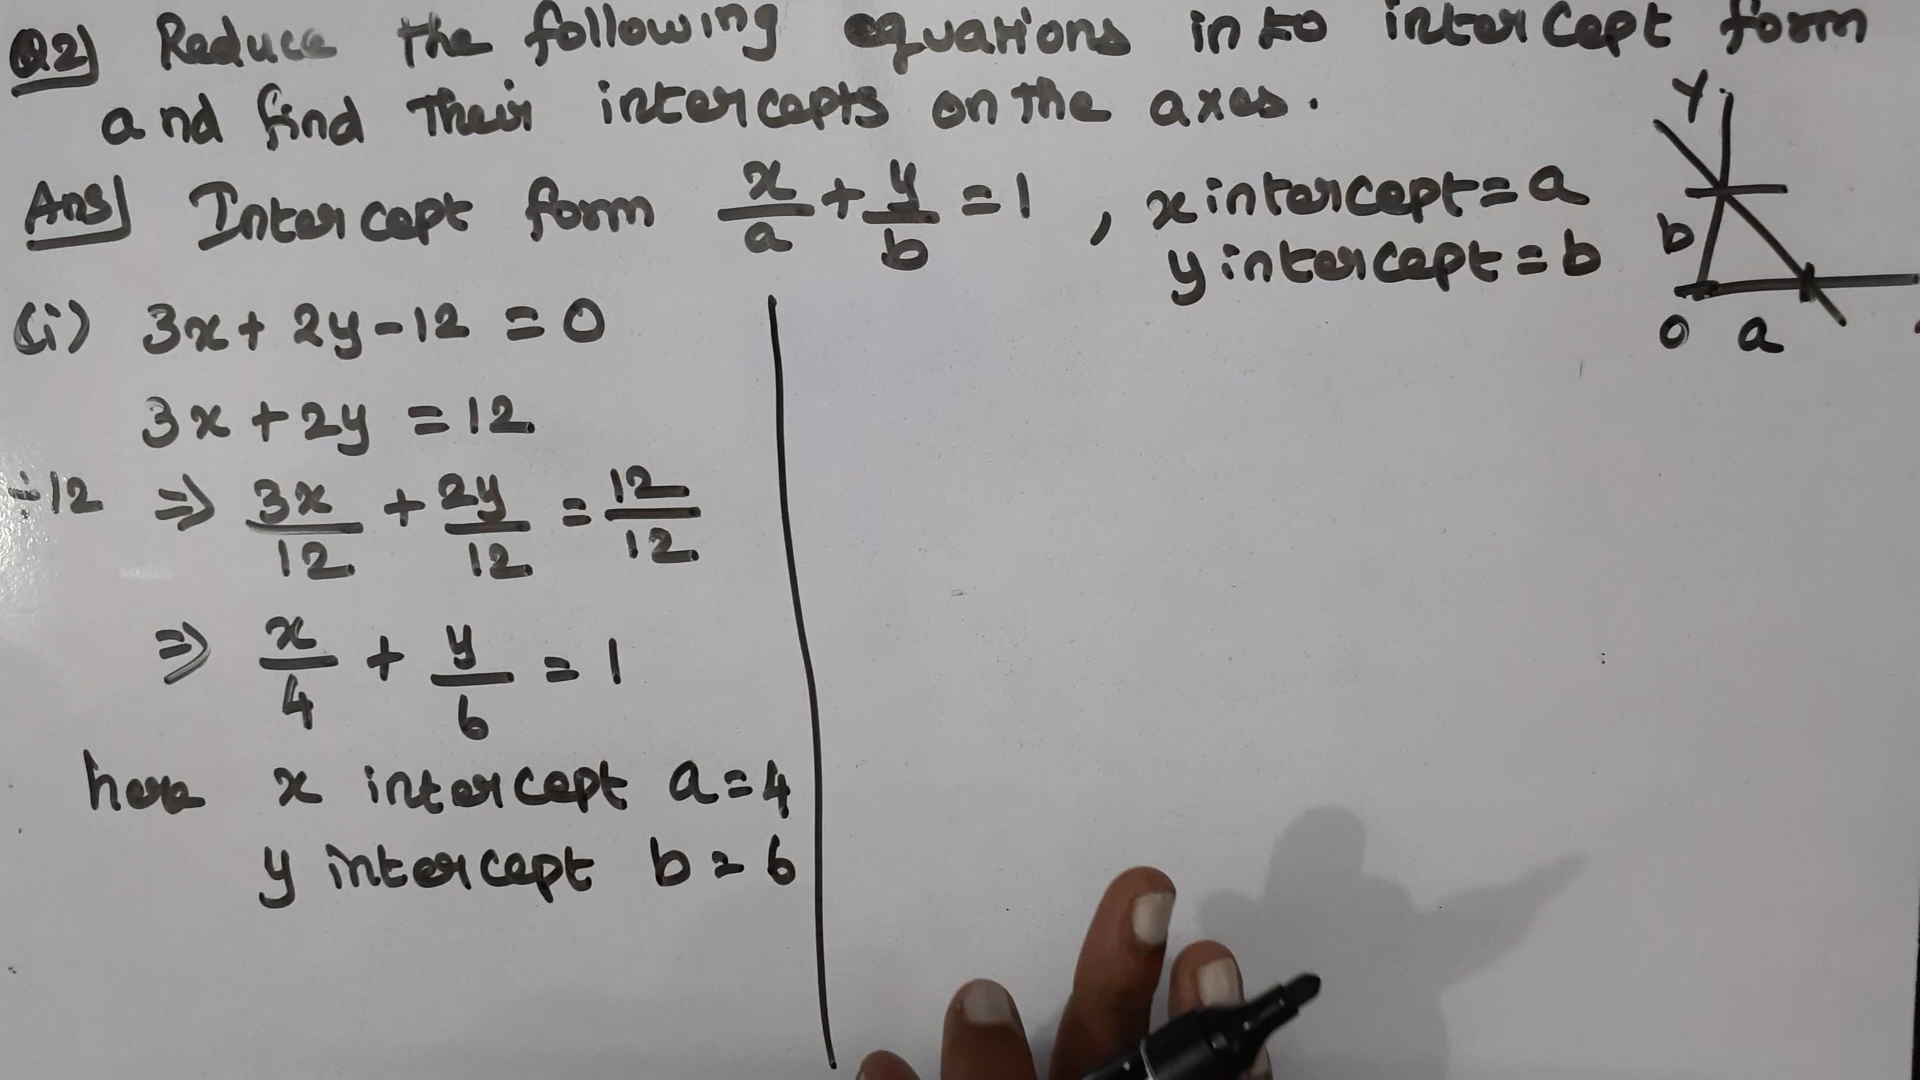 Q2) Reduce the following equations in to intercept form
and find their intercepts on the axes.
Ans) Intercept form x/a + y/b = 1 , x intercept = a
y intercept = b
Y
b
0 a
(i) 3x + 2y - 12 = 0
3x + 2y = 12
÷12 ⇒ 3x/12 + 2y/12 = 12/12
⇒ x/4 + y/6 = 1
here x intercept a = 4
y intercept b = 6